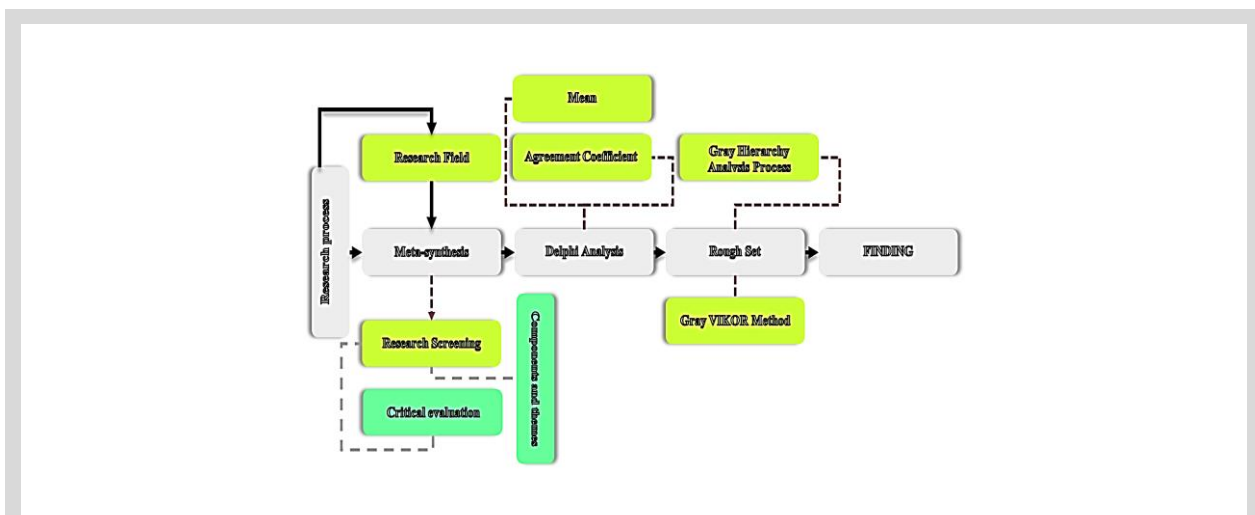 Mean
Research Field
Agreement Coefficient
Gray Hierarchy
Analysis Process
Research process
Meta-synthesis
Delphi Analysis
Rough Set
FINDING
Gray VIKOR Method
Research Screening
Components and themes
Critical evaluation